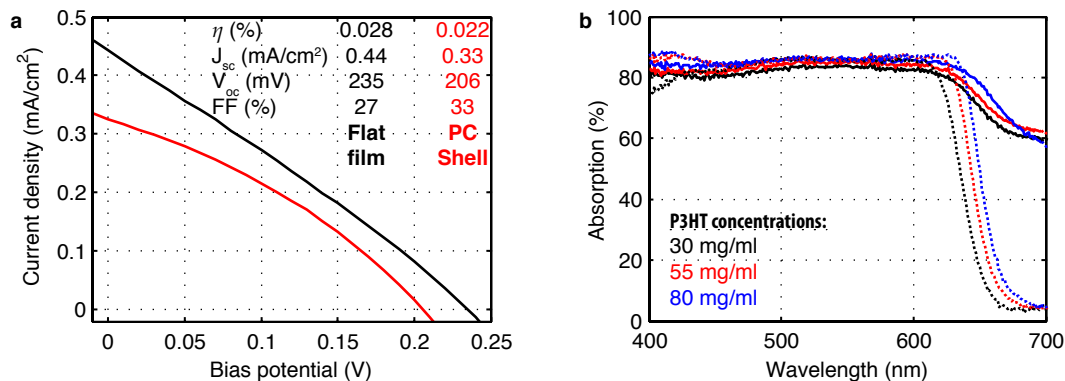 a
η (%) 0.028 0.022
J_sc (mA/cm²) 0.44 0.33
V_oc (mV) 235 206
FF (%) 27 33
Flat film PC Shell
Current density (mA/cm²)
0.5
0.4
0.3
0.2
0.1
0
0 0.05 0.1 0.15 0.2 0.25
Bias potential (V)
b
Absorption (%)
100
80
60
40
20
0
P3HT concentrations:
30 mg/ml
55 mg/ml
80 mg/ml
400 500 600 700
Wavelength (nm)